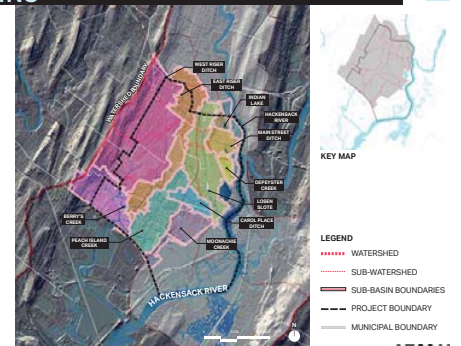 WEST RISER
DITCH
EAST RISER
DITCH
WATERSHED BOUNDARY
INDIAN
LAKE
HACKENSACK
RIVER
MAIN STREET
DITCH
DEPEYSTER
CREEK
LOSEN
SLOTE
CAROL PLACE
DITCH
BERRY'S
CREEK
PEACH ISLAND
CREEK
MOONACHIE
CREEK
HACKENSACK RIVER
N
KEY MAP
LEGEND
WATERSHED
SUB-WATERSHED
SUB-BASIN BOUNDARIES
PROJECT BOUNDARY
MUNICIPAL BOUNDARY